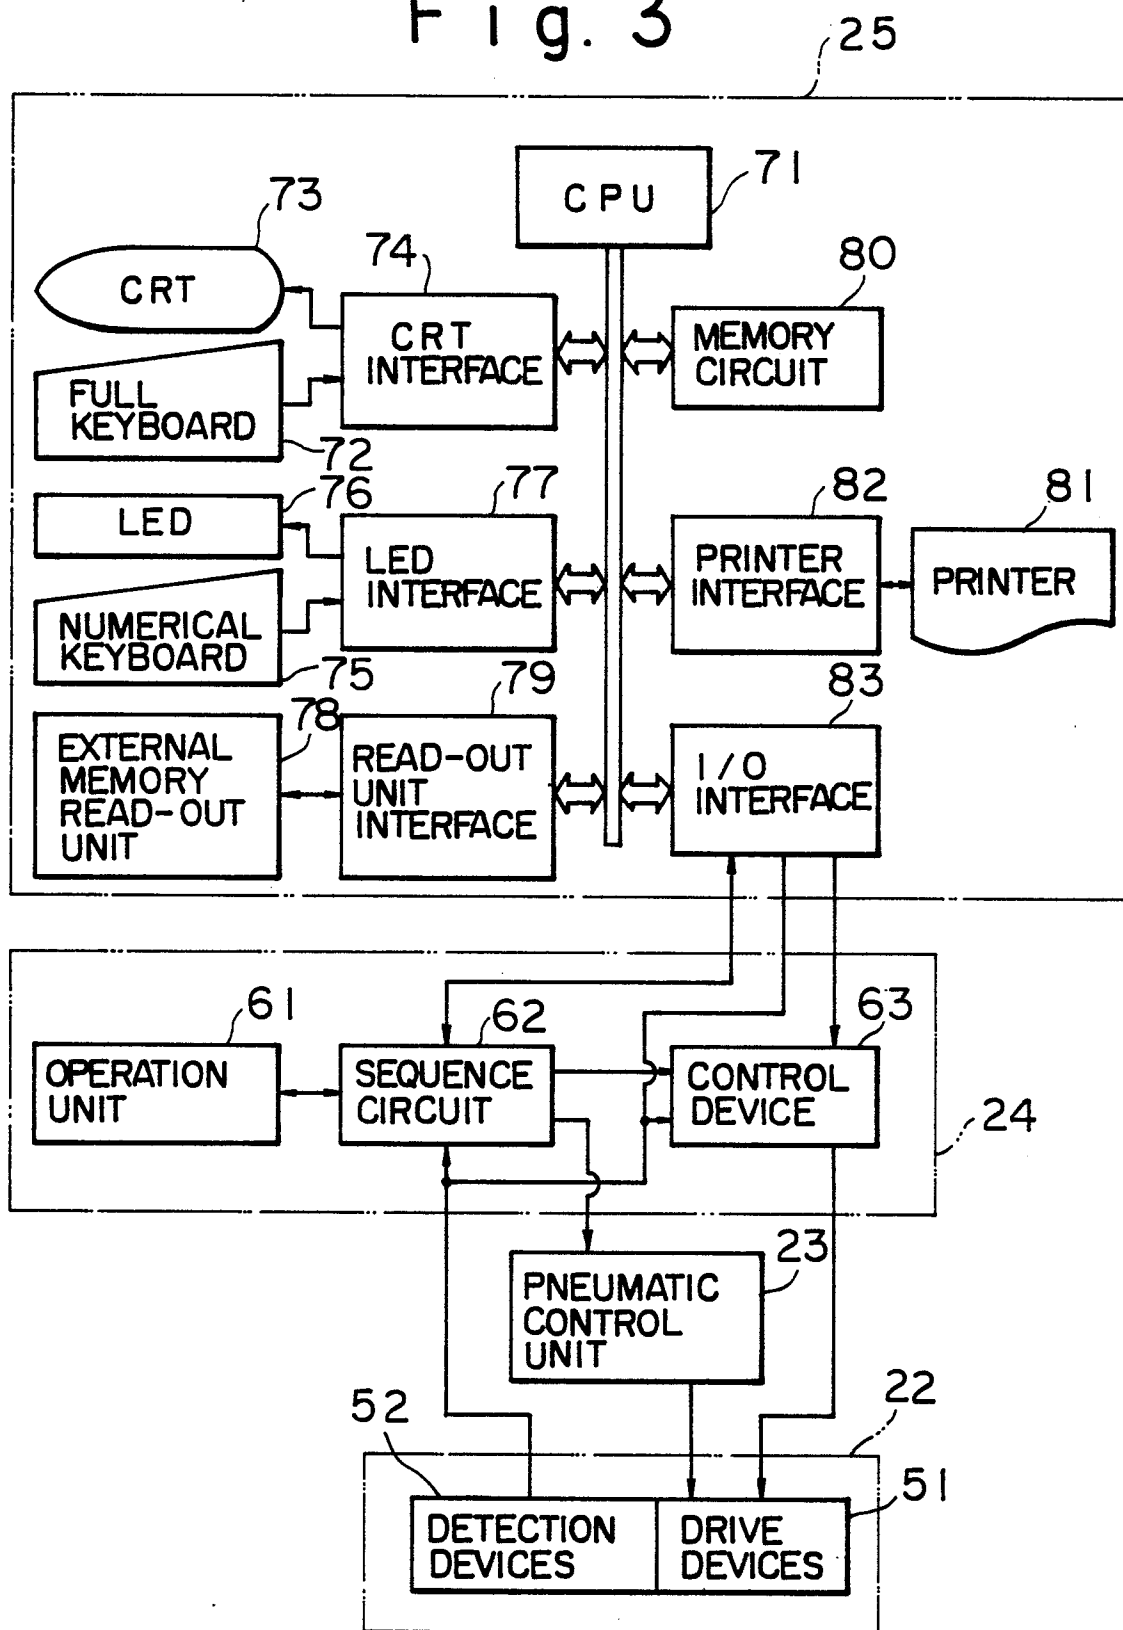 Fig. 3
25
CPU
71
73
CRT
74
CRT
INTERFACE
80
MEMORY
CIRCUIT
FULL
KEYBOARD
72
76
LED
77
LED
INTERFACE
82
PRINTER
INTERFACE
81
PRINTER
NUMERICAL
KEYBOARD
75
78
EXTERNAL
MEMORY
READ-OUT
UNIT
79
READ-OUT
UNIT
INTERFACE
83
I/O
INTERFACE
61
OPERATION
UNIT
62
SEQUENCE
CIRCUIT
63
CONTROL
DEVICE
24
23
PNEUMATIC
CONTROL
UNIT
22
52
DETECTION
DEVICES
DRIVE
DEVICES
51